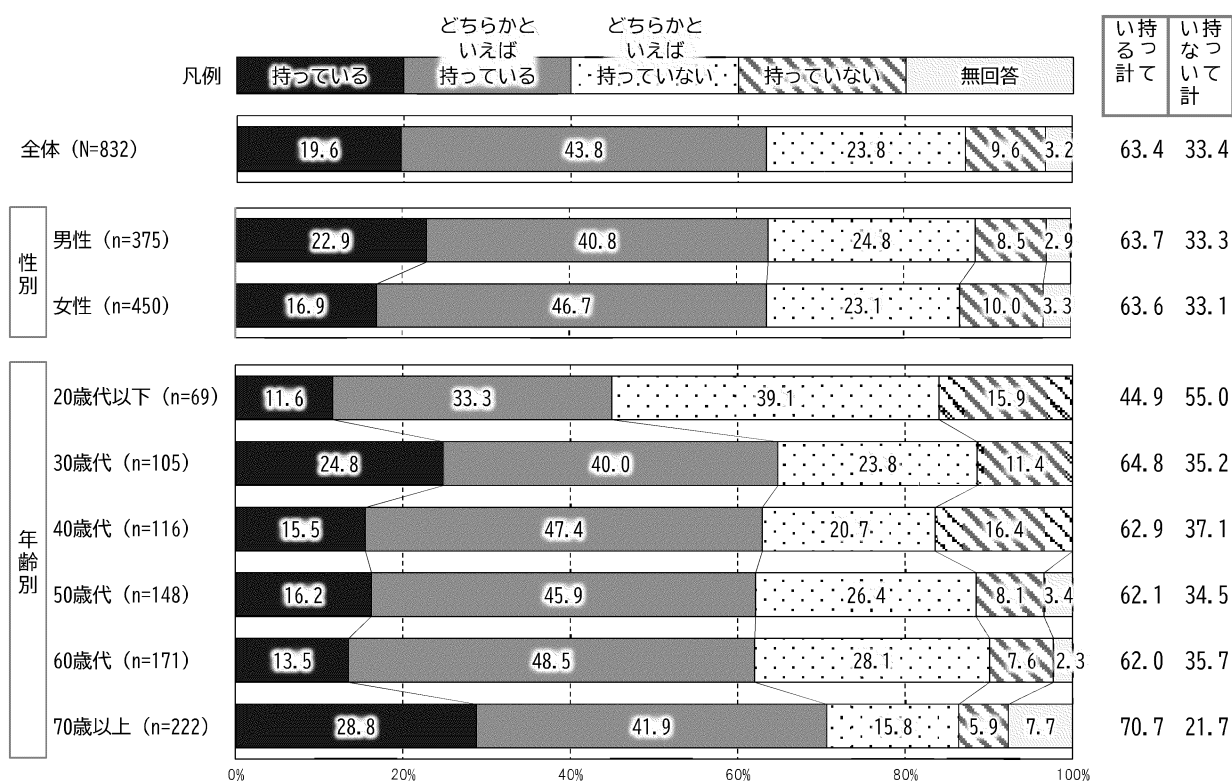 凡例
持っている
どちらかと
いえば
持っている
どちらかと
いえば
持っていない
持っていない
無回答
持って
いる計
持って
いない計
全体 (N=832)
19.6 43.8 23.8 9.6 3.2 63.4 33.4
性別
男性 (n=375)
22.9 40.8 24.8 8.5 2.9 63.7 33.3
女性 (n=450)
16.9 46.7 23.1 10.0 3.3 63.6 33.1
年齢別
20歳代以下 (n=69)
11.6 33.3 39.1 15.9 44.9 55.0
30歳代 (n=105)
24.8 40.0 23.8 11.4 64.8 35.2
40歳代 (n=116)
15.5 47.4 20.7 16.4 62.9 37.1
50歳代 (n=148)
16.2 45.9 26.4 8.1 3.4 62.1 34.5
60歳代 (n=171)
13.5 48.5 28.1 7.6 2.3 62.0 35.7
70歳以上 (n=222)
28.8 41.9 15.8 5.9 7.7 70.7 21.7
0% 20% 40% 60% 80% 100%